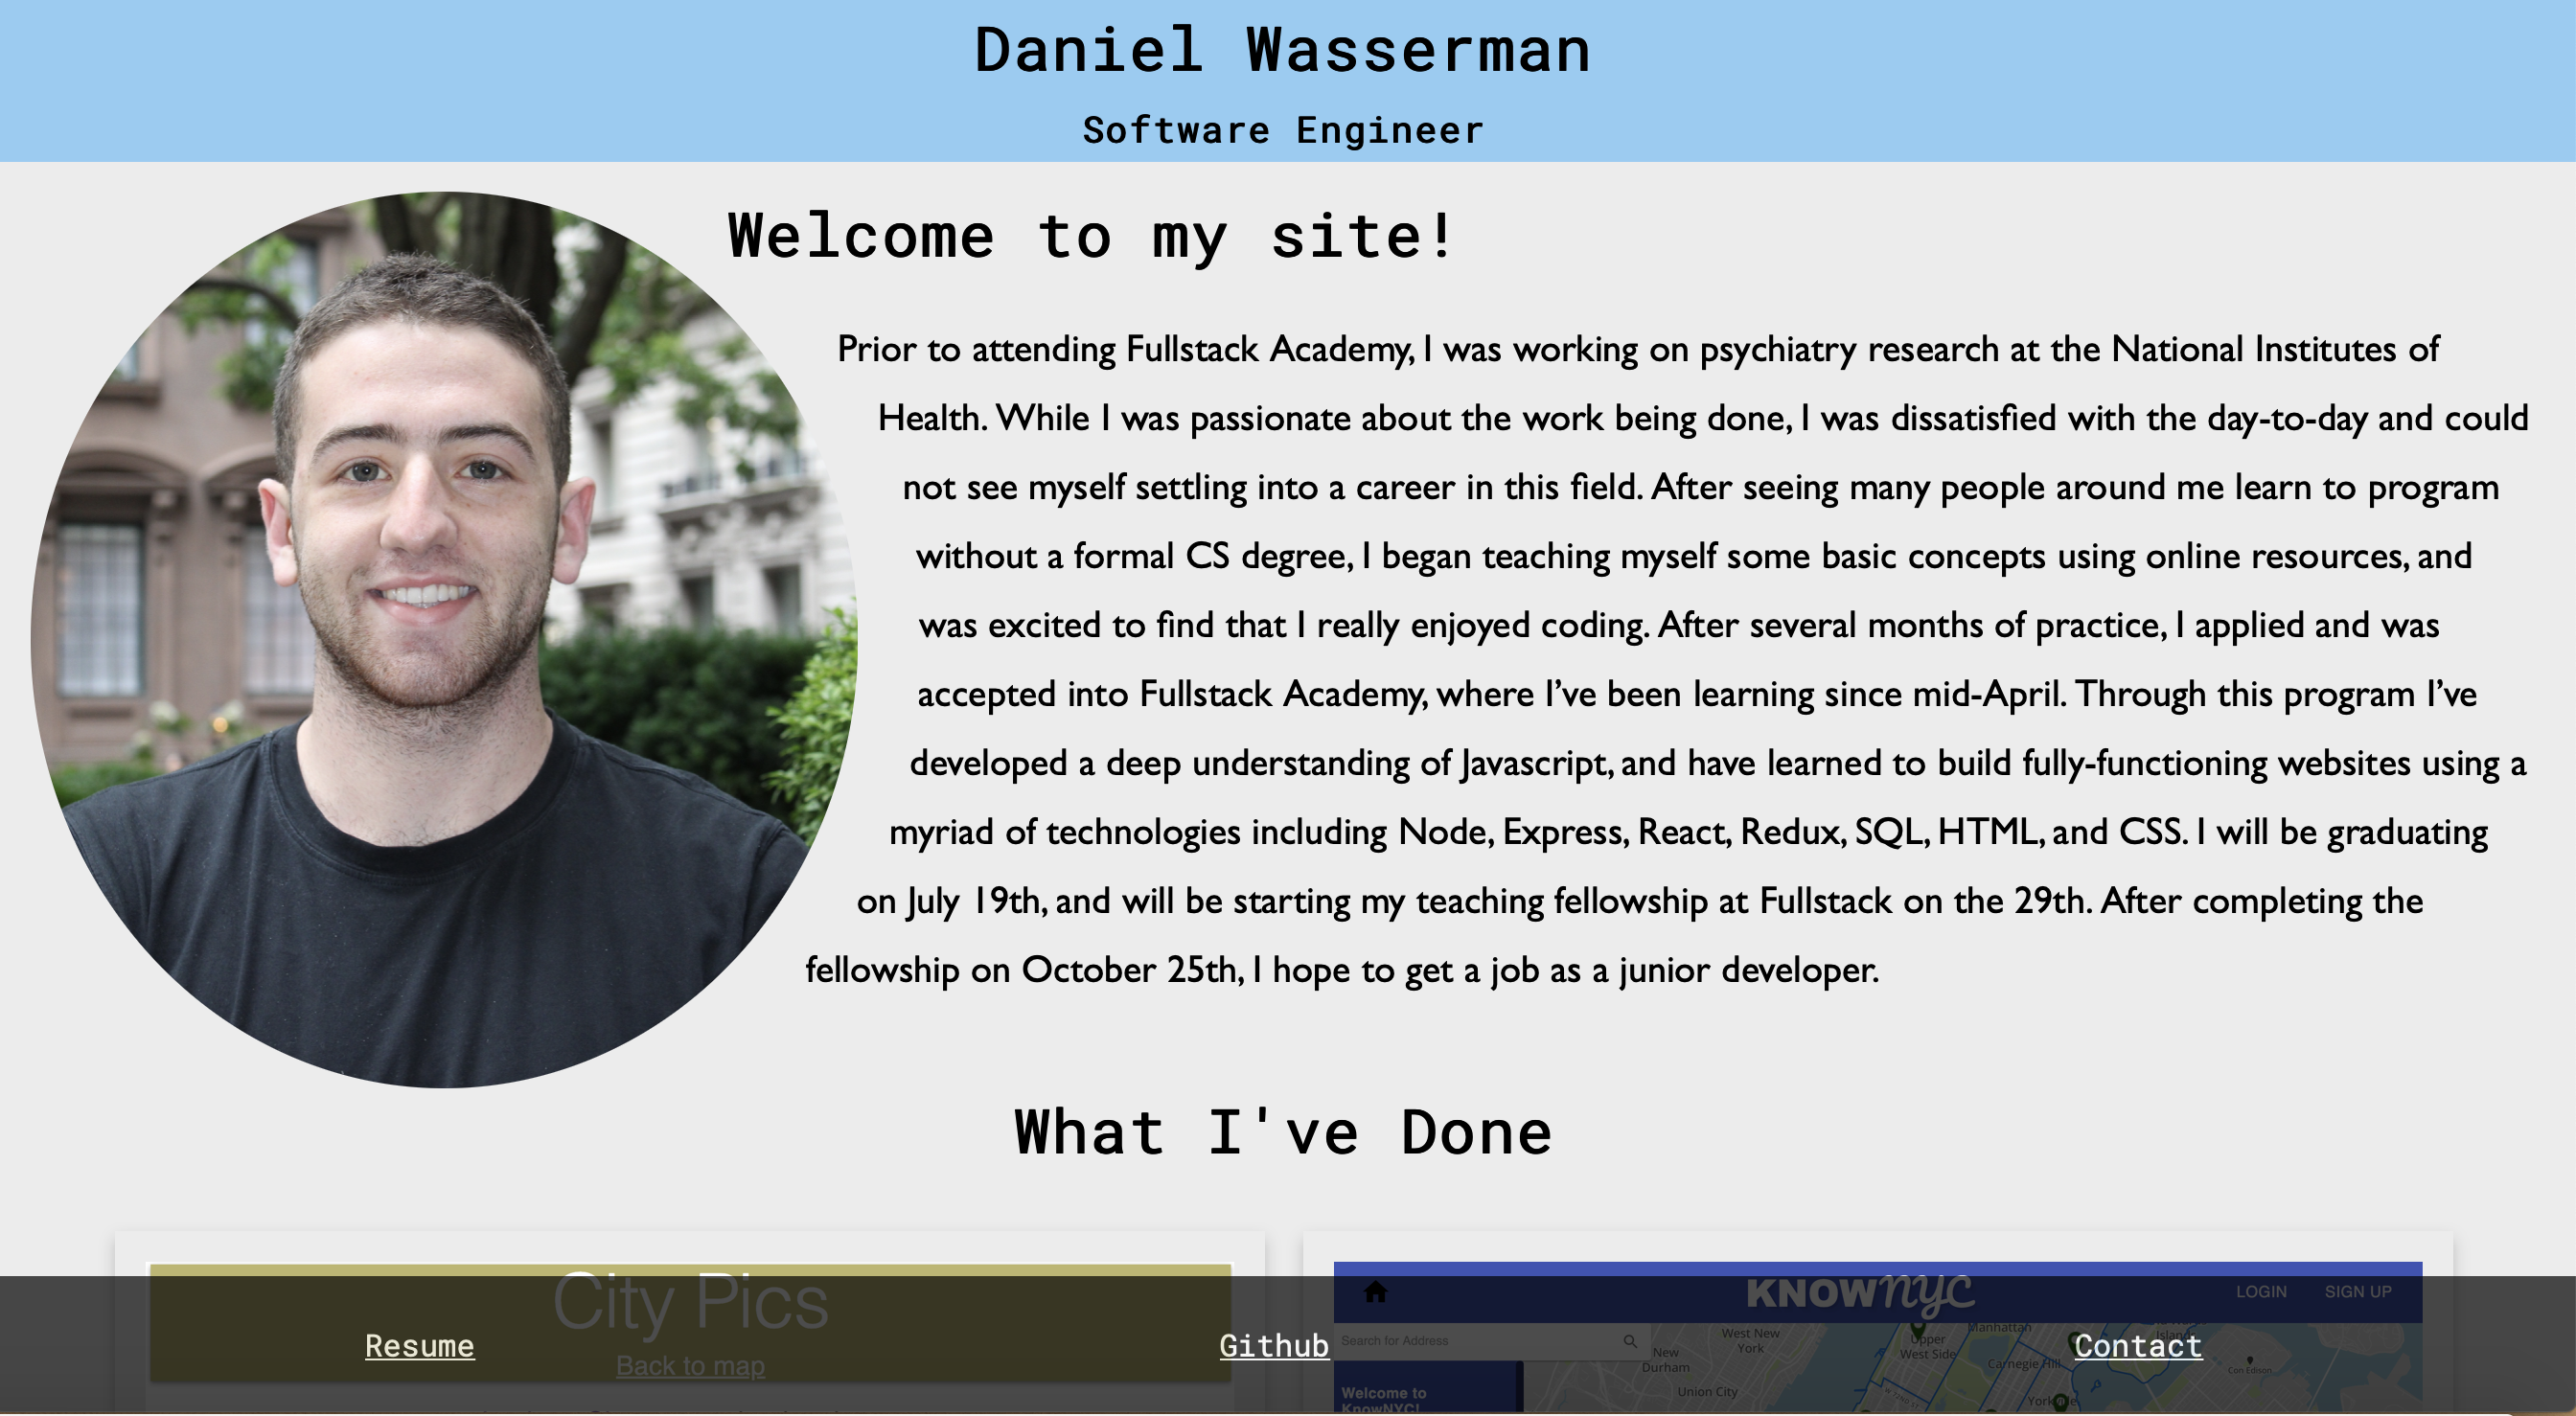 Daniel Wasserman
Software Engineer
Welcome to my site!
Prior to attending Fullstack Academy, I was working on psychiatry research at the National Institutes of
Health. While I was passionate about the work being done, I was dissatisfied with the day-to-day and could
not see myself settling into a career in this field. After seeing many people around me learn to program
without a formal CS degree, I began teaching myself some basic concepts using online resources, and
was excited to find that I really enjoyed coding. After several months of practice, I applied and was
accepted into Fullstack Academy, where I’ve been learning since mid-April. Through this program I’ve
developed a deep understanding of Javascript, and have learned to build fully-functioning websites using a
myriad of technologies including Node, Express, React, Redux, SQL, HTML, and CSS. I will be graduating
on July 19th, and will be starting my teaching fellowship at Fullstack on the 29th. After completing the
fellowship on October 25th, I hope to get a job as a junior developer.
What I've Done
City Pics
Back to map
KNOWnyc
LOGIN
SIGN UP
Search for Address
West New
York
New
Durham
Union City
Manhattan
Upper
West Side
Carnegie Hill
W 72ND ST
Con Edison
Welcome to
KnowNYC!
Resume
Github
Contact